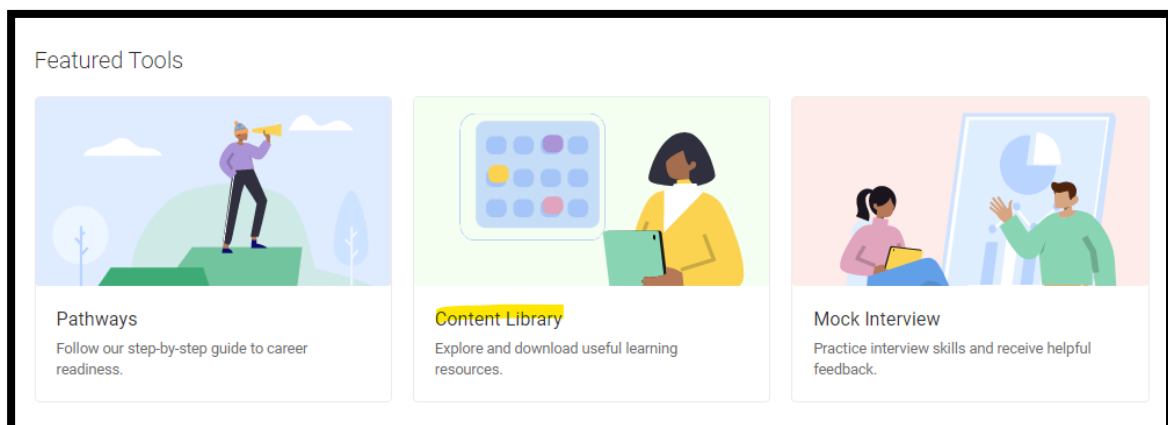 Featured Tools
Pathways
Follow our step-by-step guide to career
readiness.
Content Library
Explore and download useful learning
resources.
Mock Interview
Practice interview skills and receive helpful
feedback.